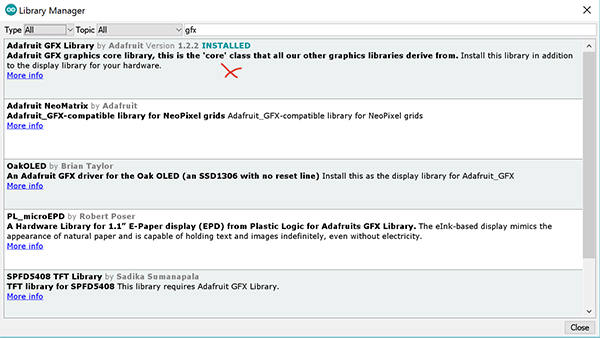 Library Manager
Type All Topic All gfx
Adafruit GFX Library by Adafruit Version 1.2.2 INSTALLED
Adafruit GFX graphics core library, this is the 'core' class that all our other graphics libraries derive from. Install this library in addition
to the display library for your hardware.
More info
Adafruit NeoMatrix by Adafruit
Adafruit_GFX-compatible library for NeoPixel grids Adafruit_GFX-compatible library for NeoPixel grids
More info
OakOLED by Brian Taylor
An Adafruit GFX driver for the Oak OLED (an SSD1306 with no reset line) Install this as the display library for Adafruit_GFX
More info
PL_microEPD by Robert Poser
A Hardware Library for 1.1” E-Paper display (EPD) from Plastic Logic for Adafruits GFX Library. The eInk-based display mimics the
appearance of natural paper and is capable of holding text and images indefinitely, even without electricity.
More info
SPFD5408 TFT Library by Sadika Sumanapala
TFT library for SPFD5408 This library requires Adafruit GFX Library.
More info
Close